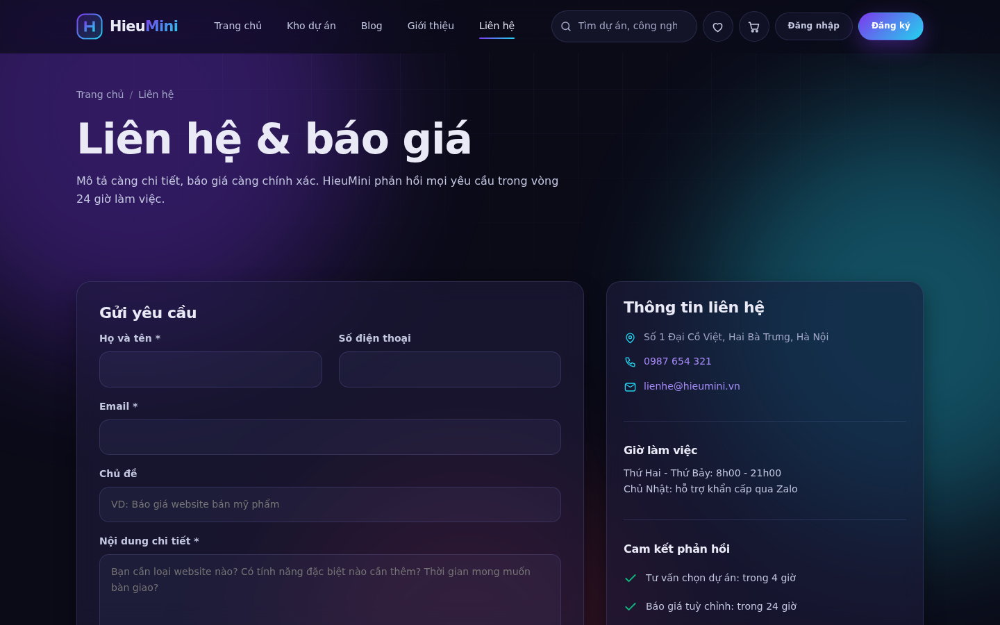 HieuMini
Trang chủ
Kho dự án
Blog
Giới thiệu
Liên hệ
Tìm dự án, công ngh
Đăng nhập
Đăng ký
Trang chủ / Liên hệ
Liên hệ & báo giá
Mô tả càng chi tiết, báo giá càng chính xác. HieuMini phản hồi mọi yêu cầu trong vòng
24 giờ làm việc.
Gửi yêu cầu
Họ và tên *
Số điện thoại
Email *
Chủ đề
VD: Báo giá website bán mỹ phẩm
Nội dung chi tiết *
Bạn cần loại website nào? Có tính năng đặc biệt nào cần thêm? Thời gian mong muốn
bàn giao?
Thông tin liên hệ
Số 1 Đại Cồ Việt, Hai Bà Trưng, Hà Nội
0987 654 321
lienhe@hieumini.vn
Giờ làm việc
Thứ Hai - Thứ Bảy: 8h00 - 21h00
Chủ Nhật: hỗ trợ khẩn cấp qua Zalo
Cam kết phản hồi
Tư vấn chọn dự án: trong 4 giờ
Báo giá tuỳ chỉnh: trong 24 giờ